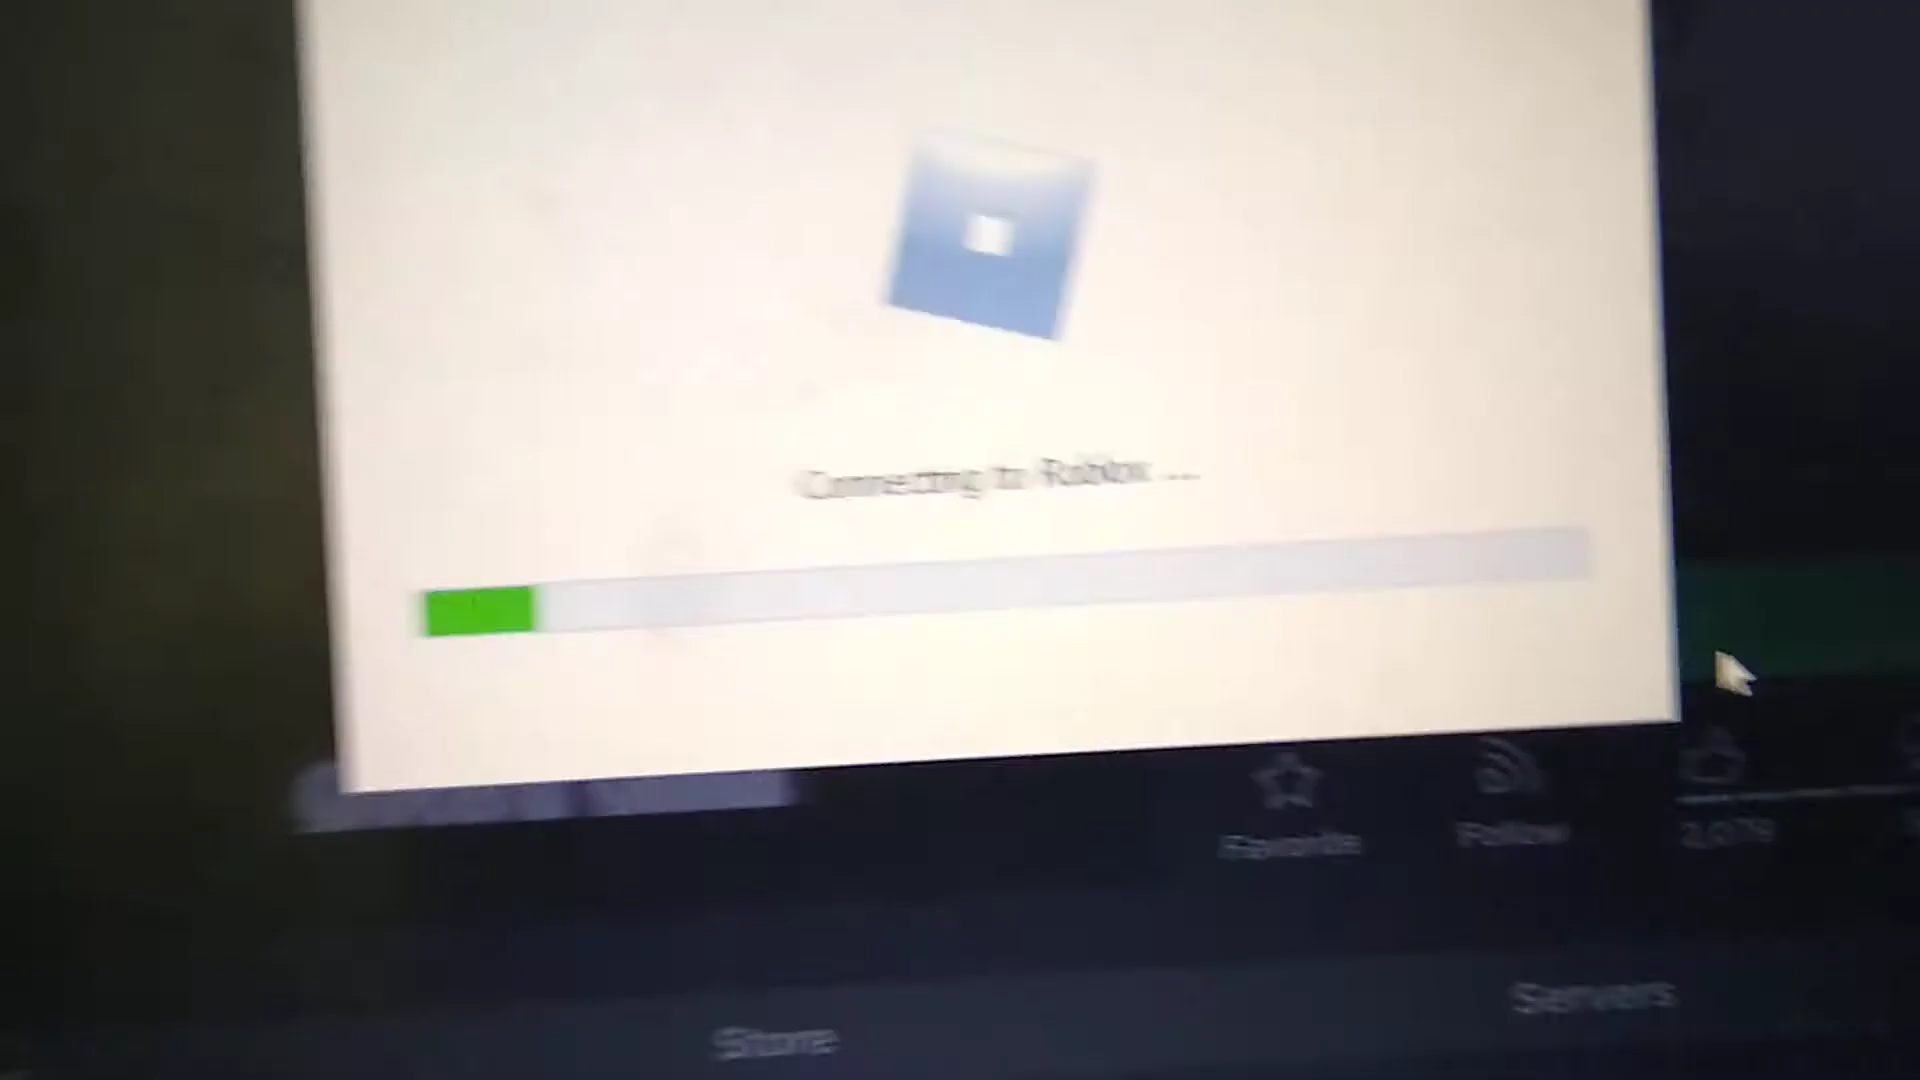 Connecting to Roblox ...
Favorite
Follow
Store
Servers